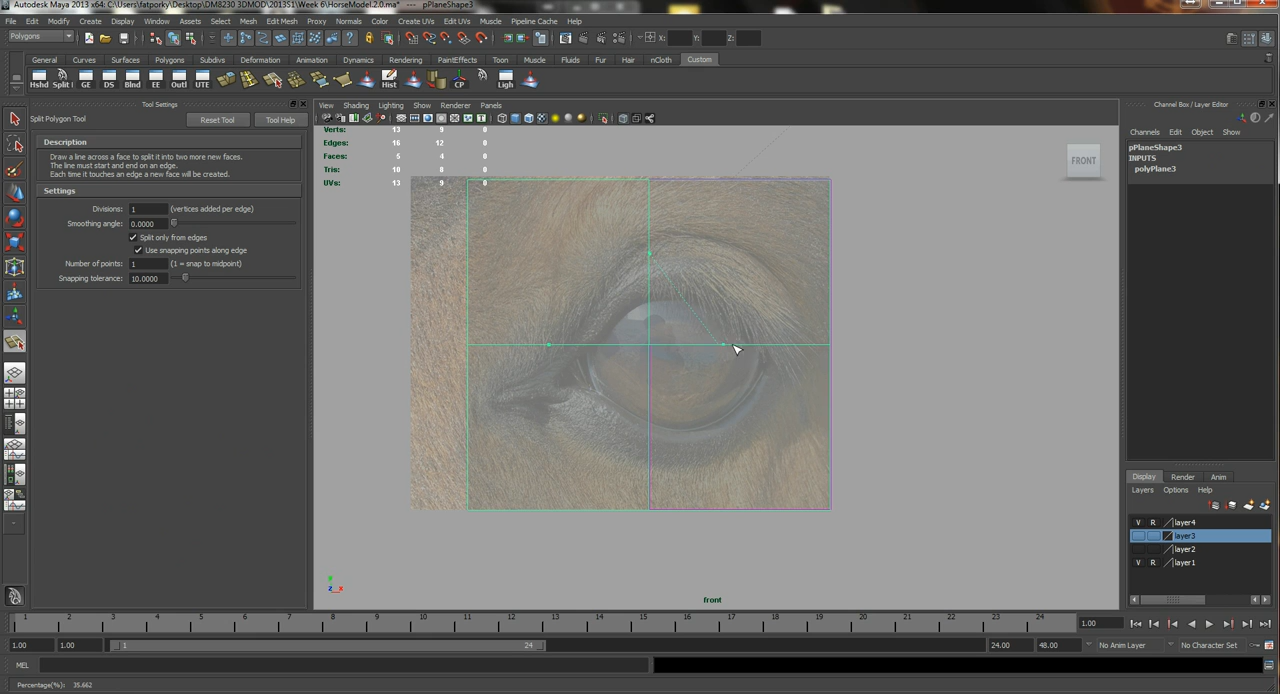 Autodesk Maya 2013 x64: C:\Users\fatporky\Desktop\DM8230 3DMOD\2013S1\Week 6\HorseModel.2.0.ma* --- pPlaneShape3
File Edit Modify Create Display Window Assets Select Mesh Edit Mesh Proxy Normals Color Create UVs Edit UVs Muscle Pipeline Cache Help
Polygons X: Y: Z:
General Curves Surfaces Polygons Subdivs Deformation Animation Dynamics Rendering PaintEffects Toon Muscle Fluids Fur Hair nCloth Custom
Hshd Split GE DS Blnd EE Outl UTE Hist CP Ligh
Tool Settings
Split Polygon Tool Reset Tool Tool Help
Description
Draw a line across a face to split it into two more new faces.
The line must start and end on an edge.
Each time it touches an edge a new face will be created.
Settings
Divisions: 1 (vertices added per edge)
Smoothing angle: 0.0000
Split only from edges
Use snapping points along edge
Number of points: 1 (1 = snap to midpoint)
Snapping tolerance: 10.0000
View Shading Lighting Show Renderer Panels
Verts: 13 9 0
Edges: 16 12 0
Faces: 5 4 0
Tris: 10 8 0
UVs: 13 9 0
FRONT
y
z x
front
Channel Box / Layer Editor
Channels Edit Object Show
pPlaneShape3
INPUTS
polyPlane3
Display Render Anim
Layers Options Help
V R layer4
layer3
layer2
V R layer1
1 2 3 4 5 6 7 8 9 10 11 12 13 14 15 16 17 18 19 20 21 22 23 24 1.00
1.00 1.00 1 24 24.00 48.00 No Anim Layer No Character Set
MEL
Percentage(%): 35.662